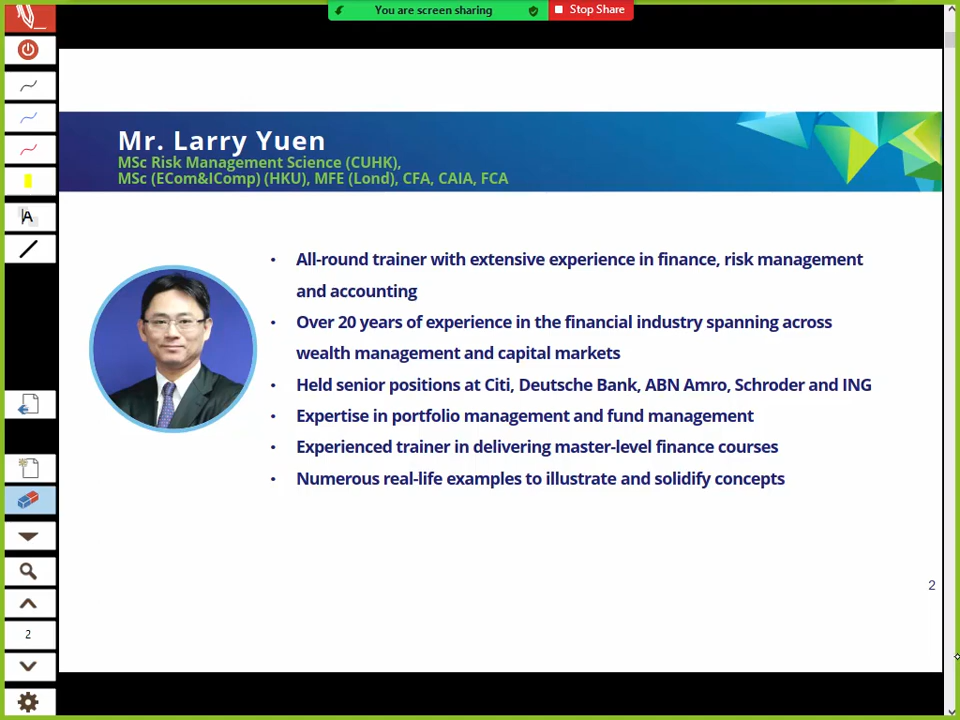 You are screen sharing
Stop Share
Mr. Larry Yuen
MSc Risk Management Science (CUHK),
MSc (ECom&IComp) (HKU), MFE (Lond), CFA, CAIA, FCA
• All-round trainer with extensive experience in finance, risk management
and accounting
• Over 20 years of experience in the financial industry spanning across
wealth management and capital markets
• Held senior positions at Citi, Deutsche Bank, ABN Amro, Schroder and ING
• Expertise in portfolio management and fund management
• Experienced trainer in delivering master-level finance courses
• Numerous real-life examples to illustrate and solidify concepts
2
A
2